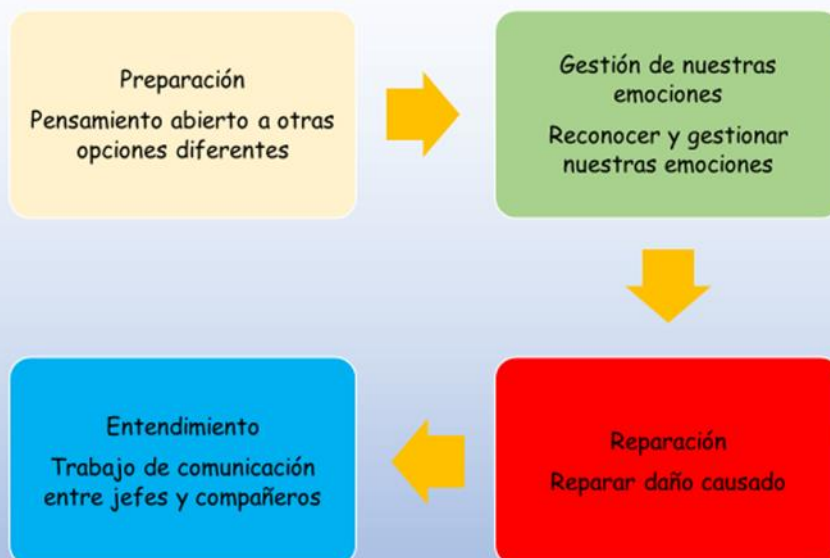 Preparación
Pensamiento abierto a otras
opciones diferentes
Gestión de nuestras
emociones
Reconocer y gestionar
nuestras emociones
Reparación
Reparar daño causado
Entendimiento
Trabajo de comunicación
entre jefes y compañeros